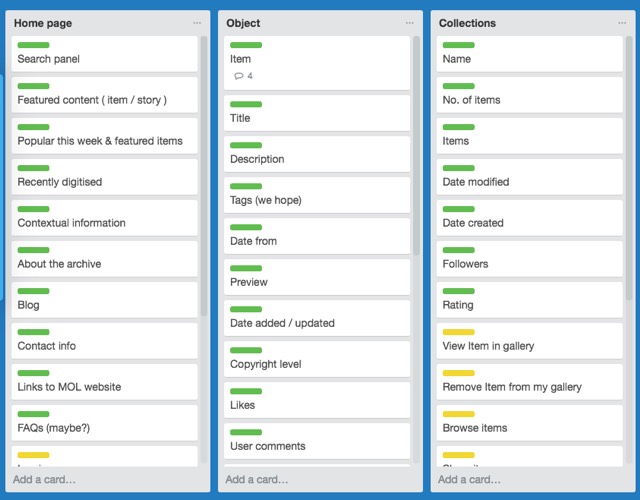 Home page
Search panel
Featured content ( item / story )
Popular this week & featured items
Recently digitised
Contextual information
About the archive
Blog
Contact info
Links to MOL website
FAQs (maybe?)
Add a card…
Object
Item
4
Title
Description
Tags (we hope)
Date from
Preview
Date added / updated
Copyright level
Likes
User comments
Add a card…
Collections
Name
No. of items
Items
Date modified
Date created
Followers
Rating
View Item in gallery
Remove Item from my gallery
Browse items
Add a card…